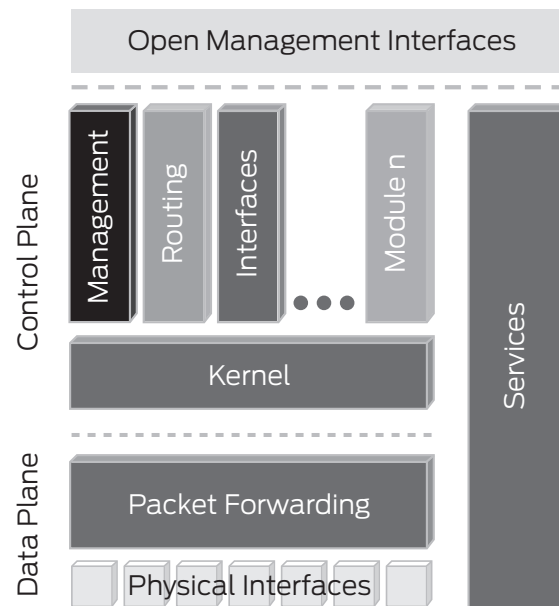 Open Management Interfaces
Control Plane
Management
Routing
Interfaces
Module n
Services
Kernel
Data Plane
Packet Forwarding
Physical Interfaces